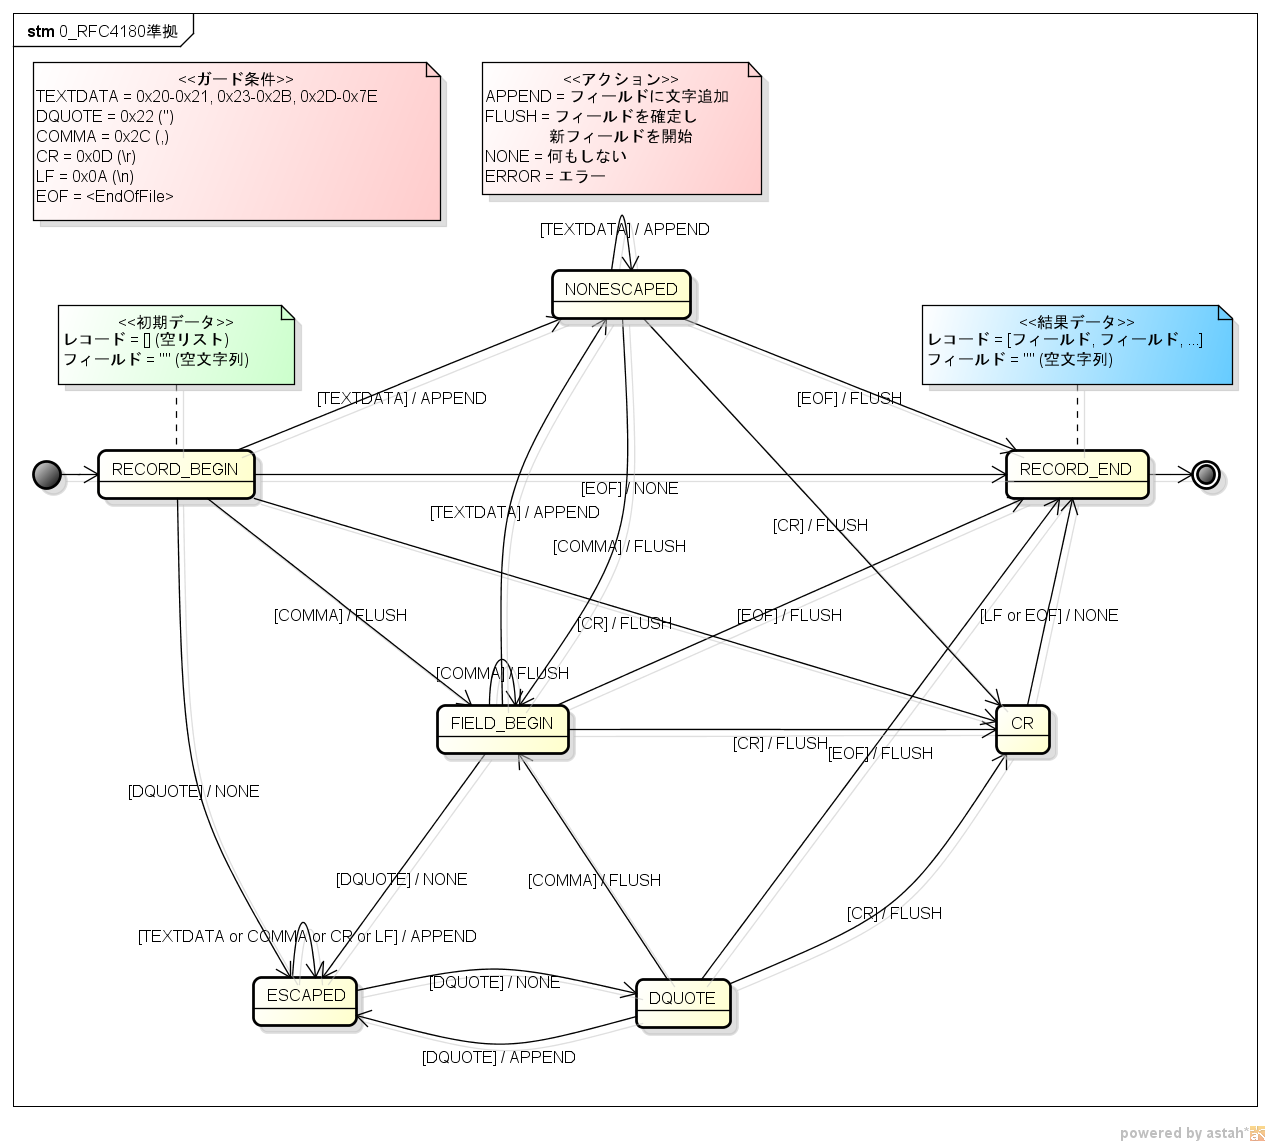 stm 0_RFC4180準拠
<<ガード条件>>
TEXTDATA = 0x20-0x21, 0x23-0x2B, 0x2D-0x7E
DQUOTE = 0x22 (")
COMMA = 0x2C (,)
CR = 0x0D (\r)
LF = 0x0A (\n)
EOF = <EndOfFile>
<<アクション>>
APPEND = フィールドに文字追加
FLUSH = フィールドを確定し
新フィールドを開始
NONE = 何もしない
ERROR = エラー
[TEXTDATA] / APPEND
NONESCAPED
<<初期データ>>
レコード = [] (空リスト)
フィールド = "" (空文字列)
<<結果データ>>
レコード = [フィールド, フィールド, ...]
フィールド = "" (空文字列)
[TEXTDATA] / APPEND
[EOF] / FLUSH
RECORD_BEGIN
RECORD_END
[EOF] / NONE
[TEXTDATA] / APPEND
[CR] / FLUSH
[COMMA] / FLUSH
[COMMA] / FLUSH
[CR] / FLUSH
[EOF] / FLUSH
[LF or EOF] / NONE
[COMMA] / FLUSH
FIELD_BEGIN
CR
[CR] / FLUSH
[EOF] / FLUSH
[DQUOTE] / NONE
[DQUOTE] / NONE
[COMMA] / FLUSH
[CR] / FLUSH
[TEXTDATA or COMMA or CR or LF] / APPEND
[DQUOTE] / NONE
ESCAPED
DQUOTE
[DQUOTE] / APPEND
powered by astah*